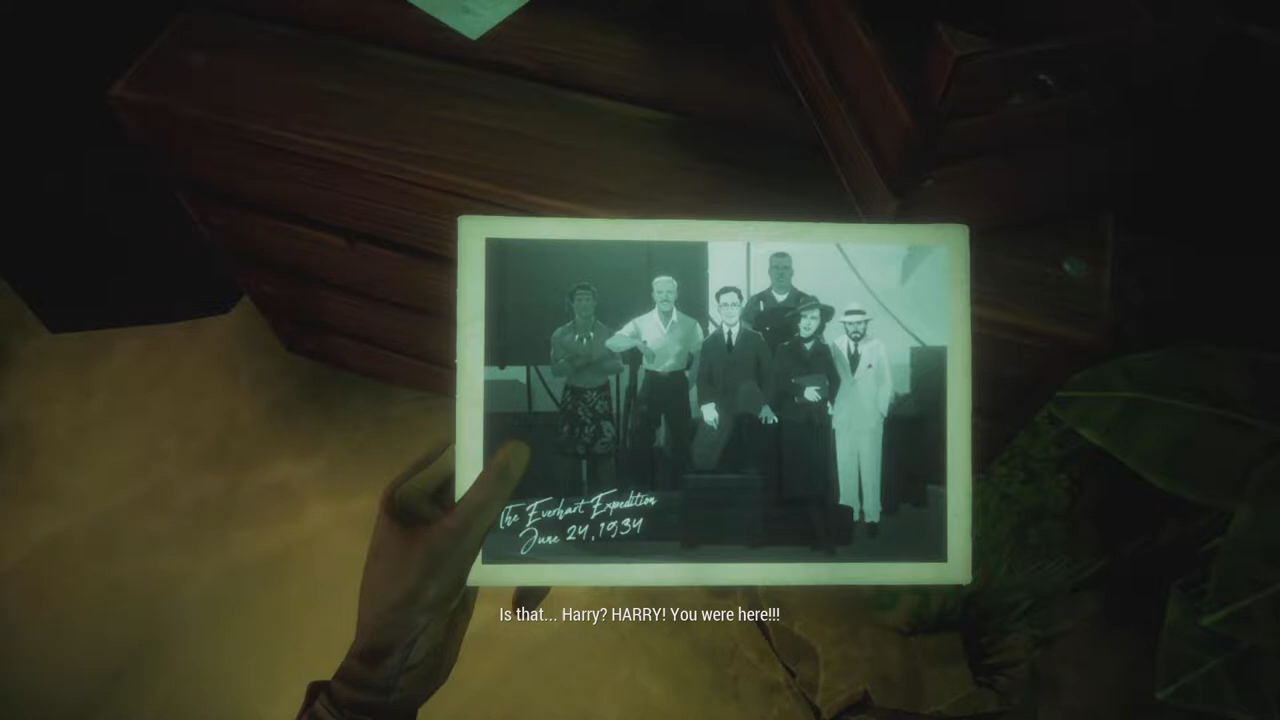 The Everhart Expedition
June 24, 1934
Is that... Harry? HARRY! You were here!!!